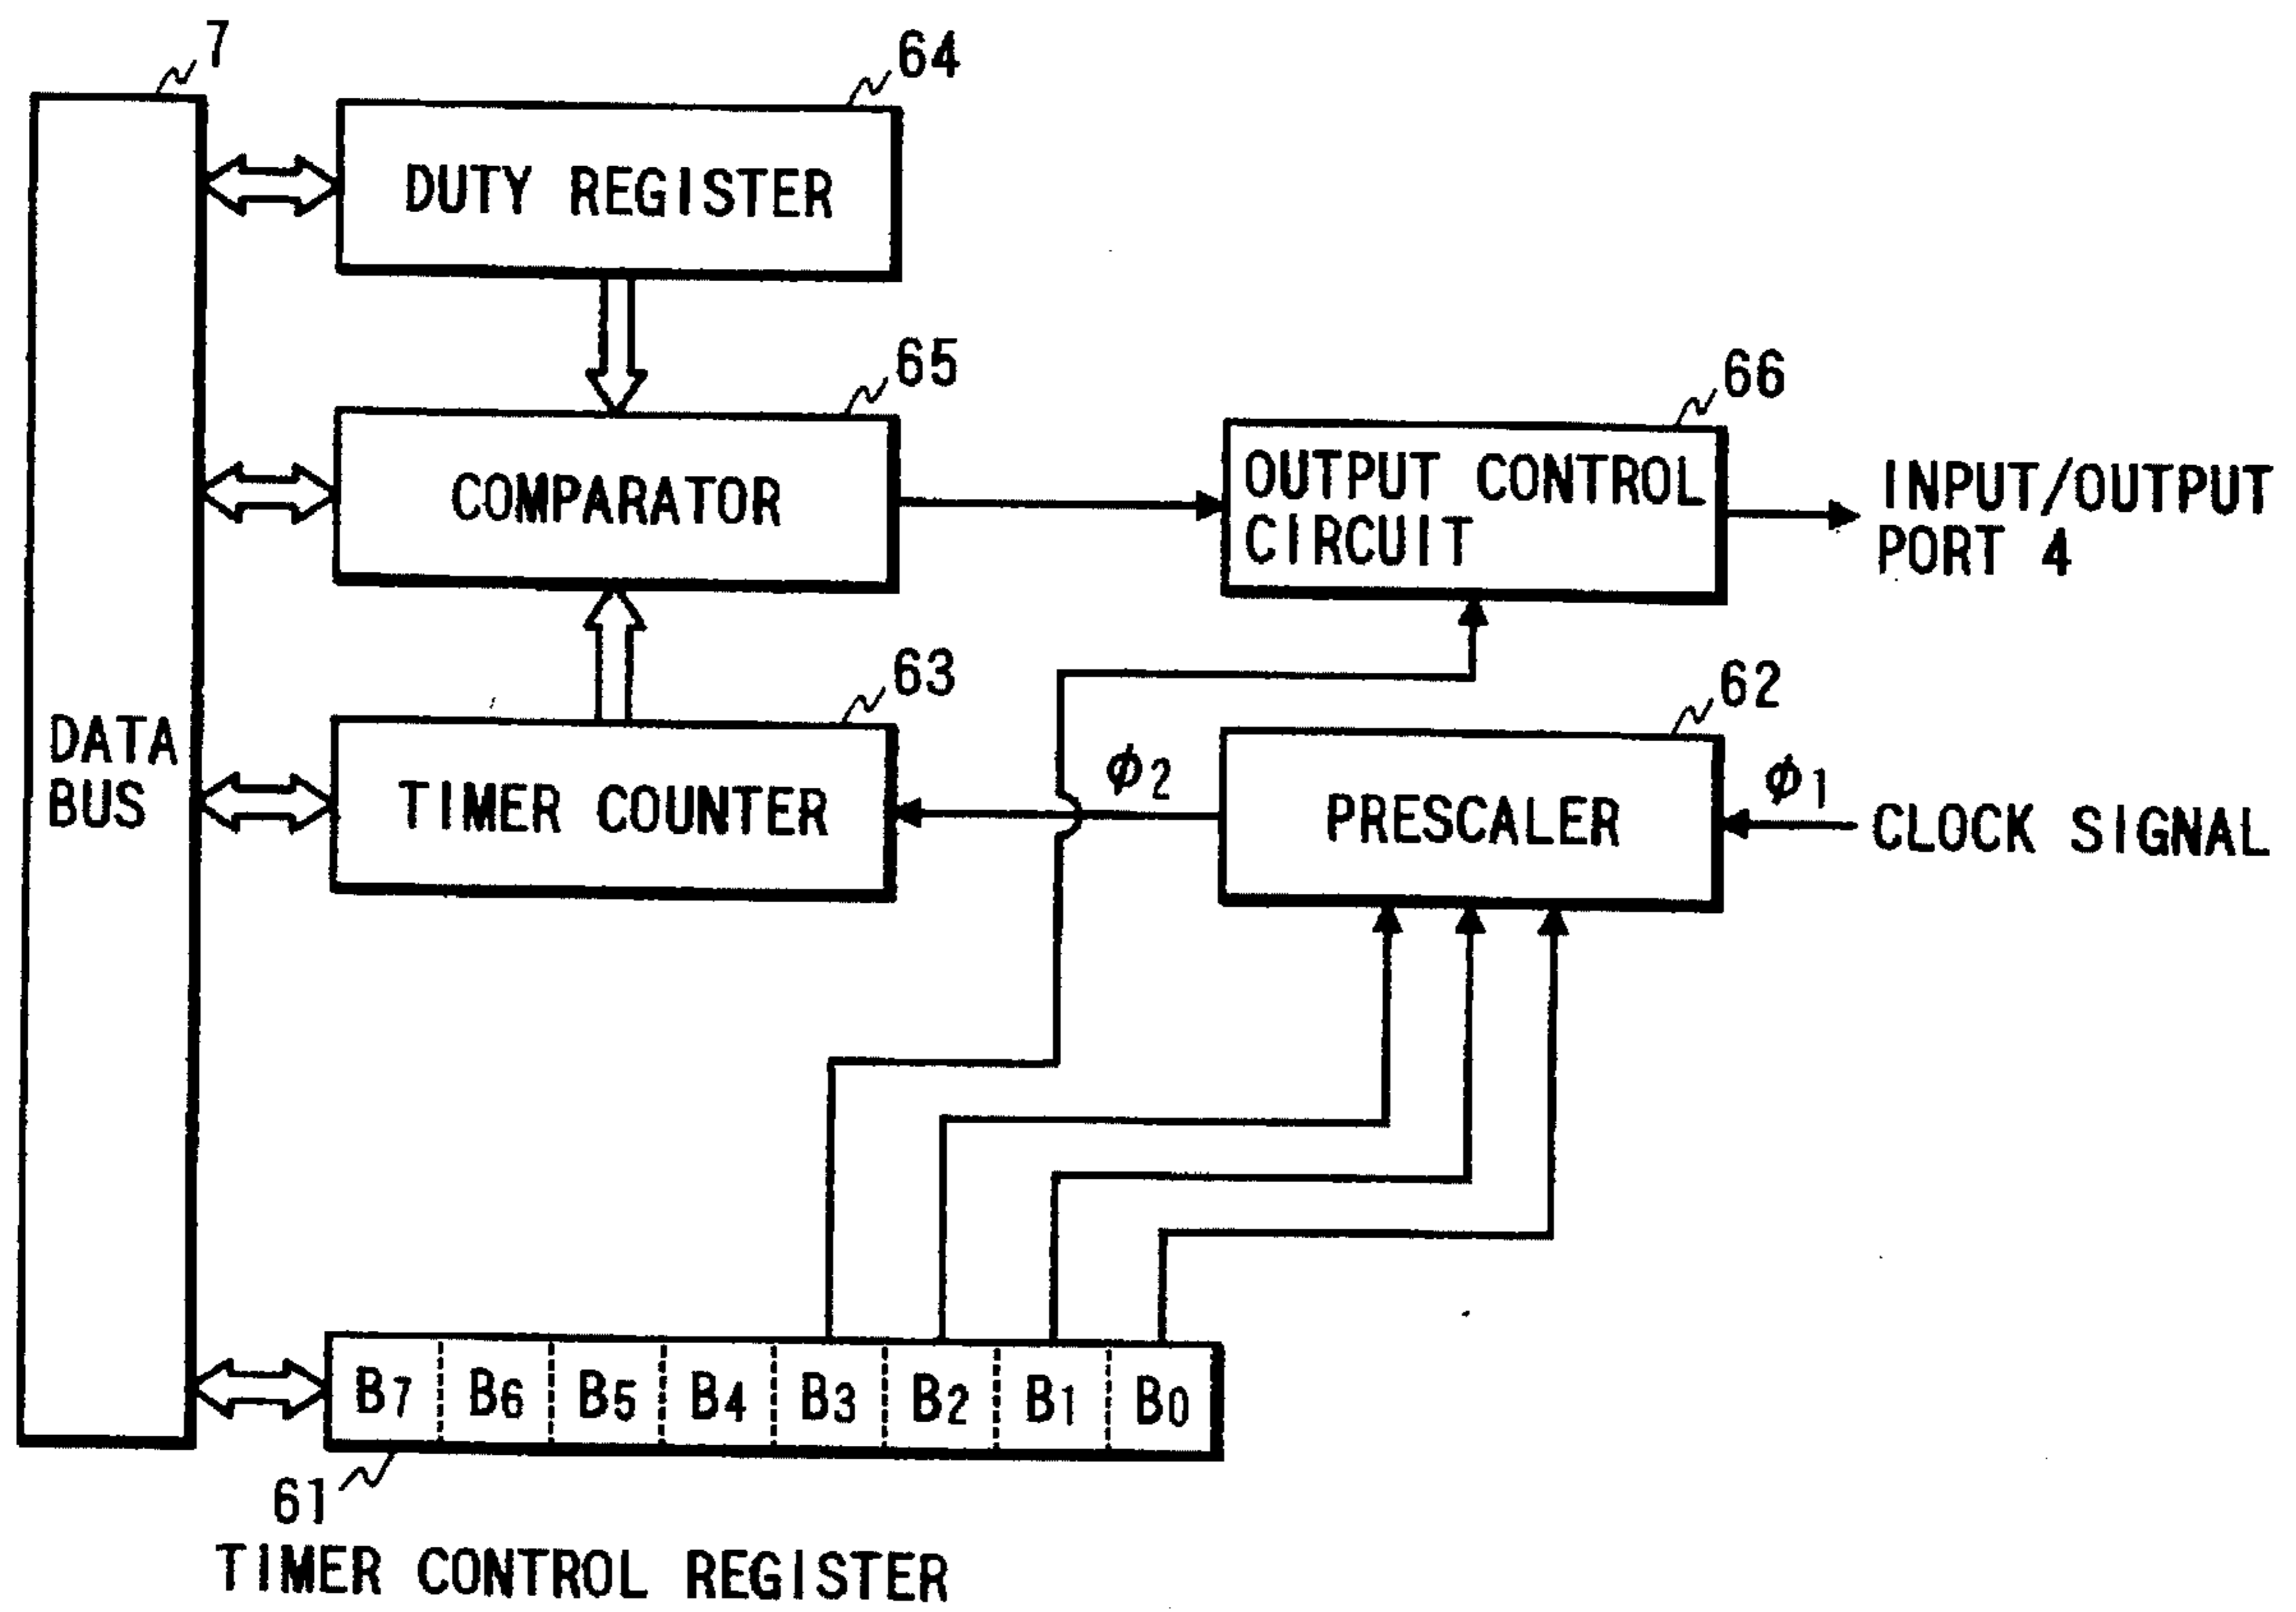 7
64
DUTY REGISTER
65
COMPARATOR
66
OUTPUT CONTROL
CIRCUIT
INPUT/OUTPUT
PORT 4
63
TIMER COUNTER
62
PRESCALER
ϕ2
ϕ1
CLOCK SIGNAL
DATA
BUS
B7 B6 B5 B4 B3 B2 B1 B0
61
TIMER CONTROL REGISTER